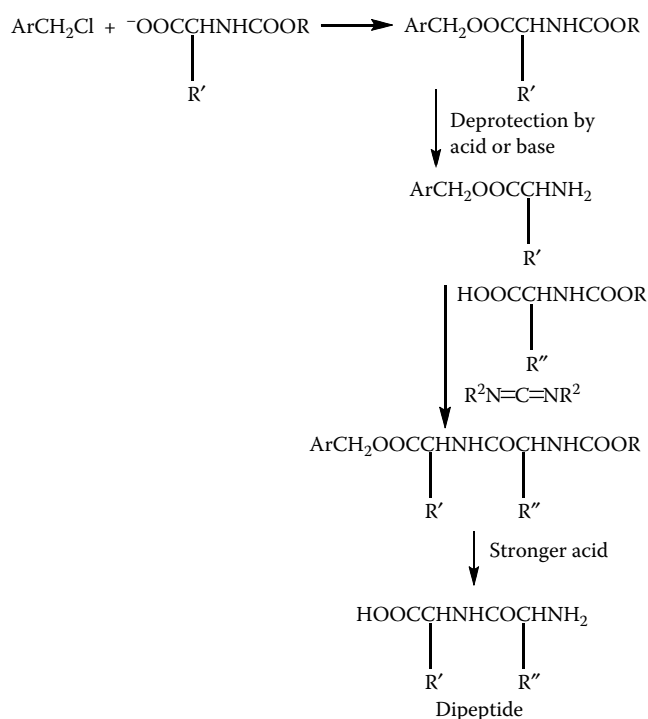 ArCH₂Cl + ⁻OOCCHNHCOOR ArCH₂OOCCHNHCOOR
R′ R′
Deprotection by
acid or base
ArCH₂OOCCHNH₂
R′
HOOCCHNHCOOR
R″
R²N=C=NR²
ArCH₂OOCCHNHCOCHNHCOOR
R′ R″
Stronger acid
HOOCCHNHCOCHNH₂
R′ R″
Dipeptide